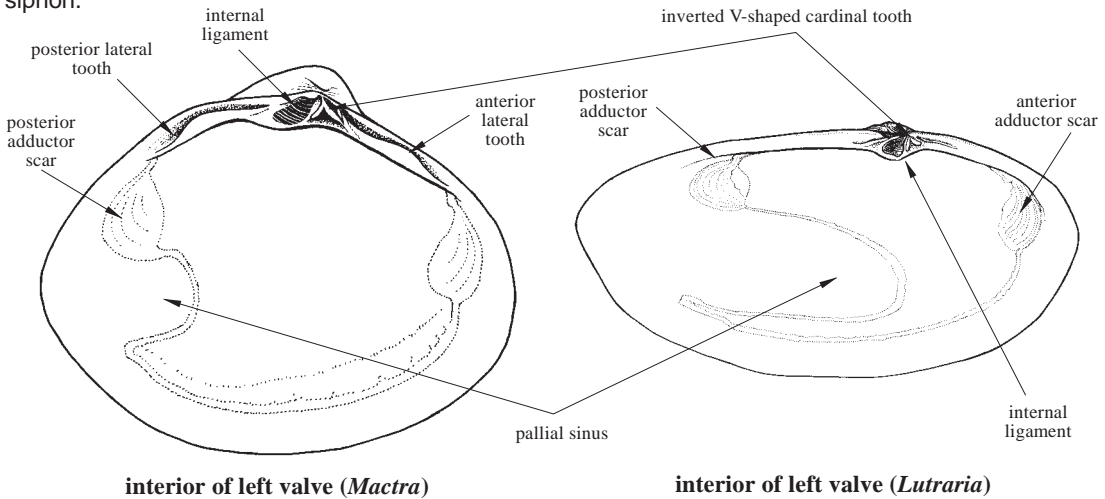 siphon.
internal
ligament
inverted V-shaped cardinal tooth
posterior lateral
tooth
posterior
adductor
scar
anterior
lateral
tooth
posterior
adductor
scar
anterior
adductor scar
pallial sinus
internal
ligament
interior of left valve (Mactra)
interior of left valve (Lutraria)